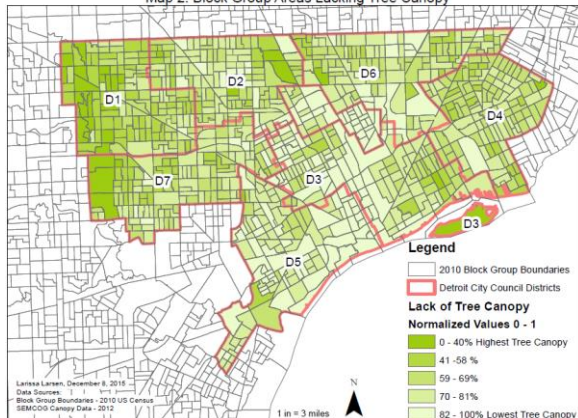 Map 2: Block Group Areas Lacking Tree Canopy
D1
D2
D6
D4
D7
D3
D3
D5
Legend
2010 Block Group Boundaries
Detroit City Council Districts
Lack of Tree Canopy
Normalized Values 0 - 1
0 - 40% Highest Tree Canopy
41 -58 %
59 - 69%
70 - 81%
82 - 100% Lowest Tree Canopy
Larissa Larsen, December 8, 2015
Data Sources:
Block Group Boundaries - 2010 US Census
SEMCOG Canopy Data - 2012
1 in = 3 miles